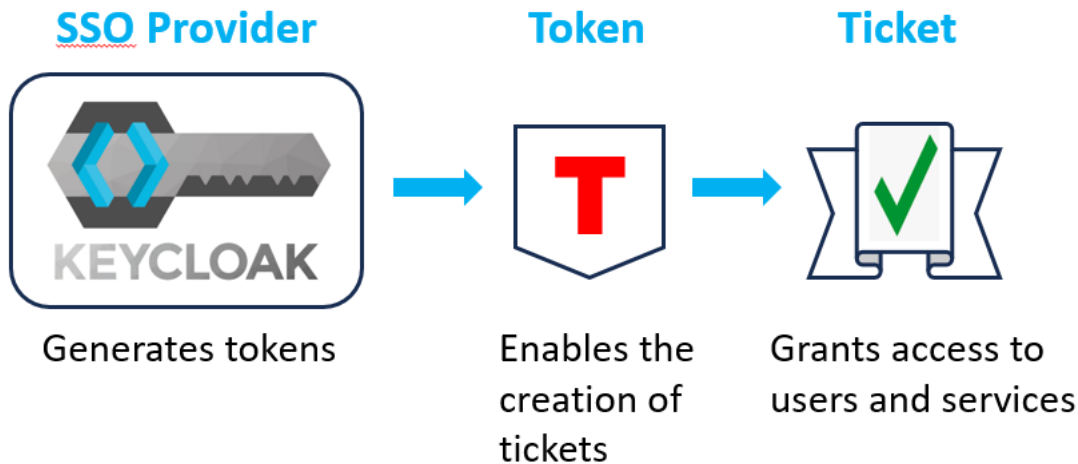 SSO Provider
Token
Ticket
KEYCLOAK
T
Generates tokens
Enables the
creation of
tickets
Grants access to
users and services